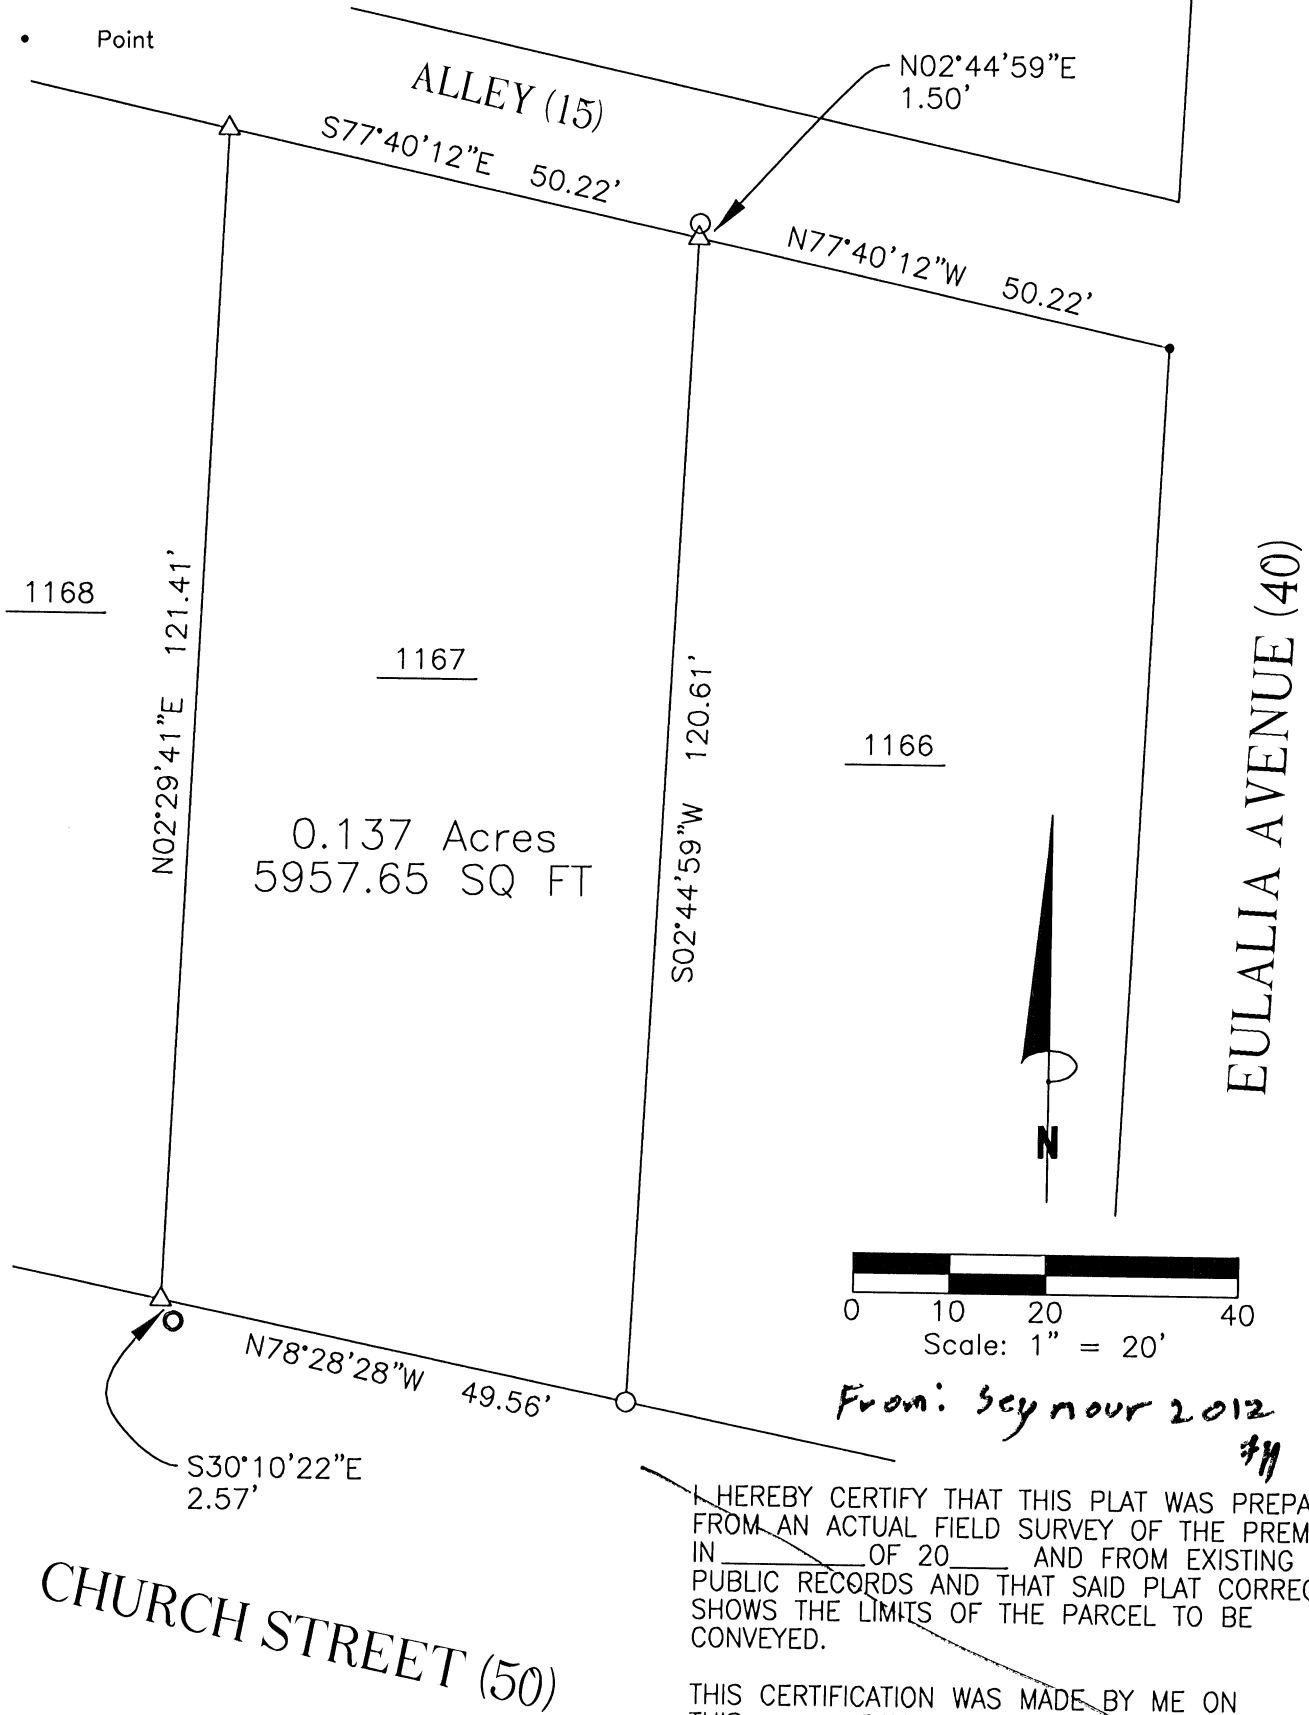 Point
ALLEY (15)
N02°44'59"E
1.50'
S77°40'12"E 50.22'
N77°40'12"W 50.22'
1168
N02°29'41"E 121.41'
1167
S02°44'59"W 120.61'
1166
EULALIA AVENUE (40)
0.137 Acres
5957.65 SQ FT
N
0 10 20 40
Scale: 1" = 20'
N78°28'28"W 49.56'
S30°10'22"E
2.57'
From: Seymour 2012
CHURCH STREET (50)
I HEREBY CERTIFY THAT THIS PLAT WAS PREPA
FROM AN ACTUAL FIELD SURVEY OF THE PREM
IN ________ OF 20____ AND FROM EXISTING
PUBLIC RECORDS AND THAT SAID PLAT CORREC
SHOWS THE LIMITS OF THE PARCEL TO BE
CONVEYED.
THIS CERTIFICATION WAS MADE BY ME ON